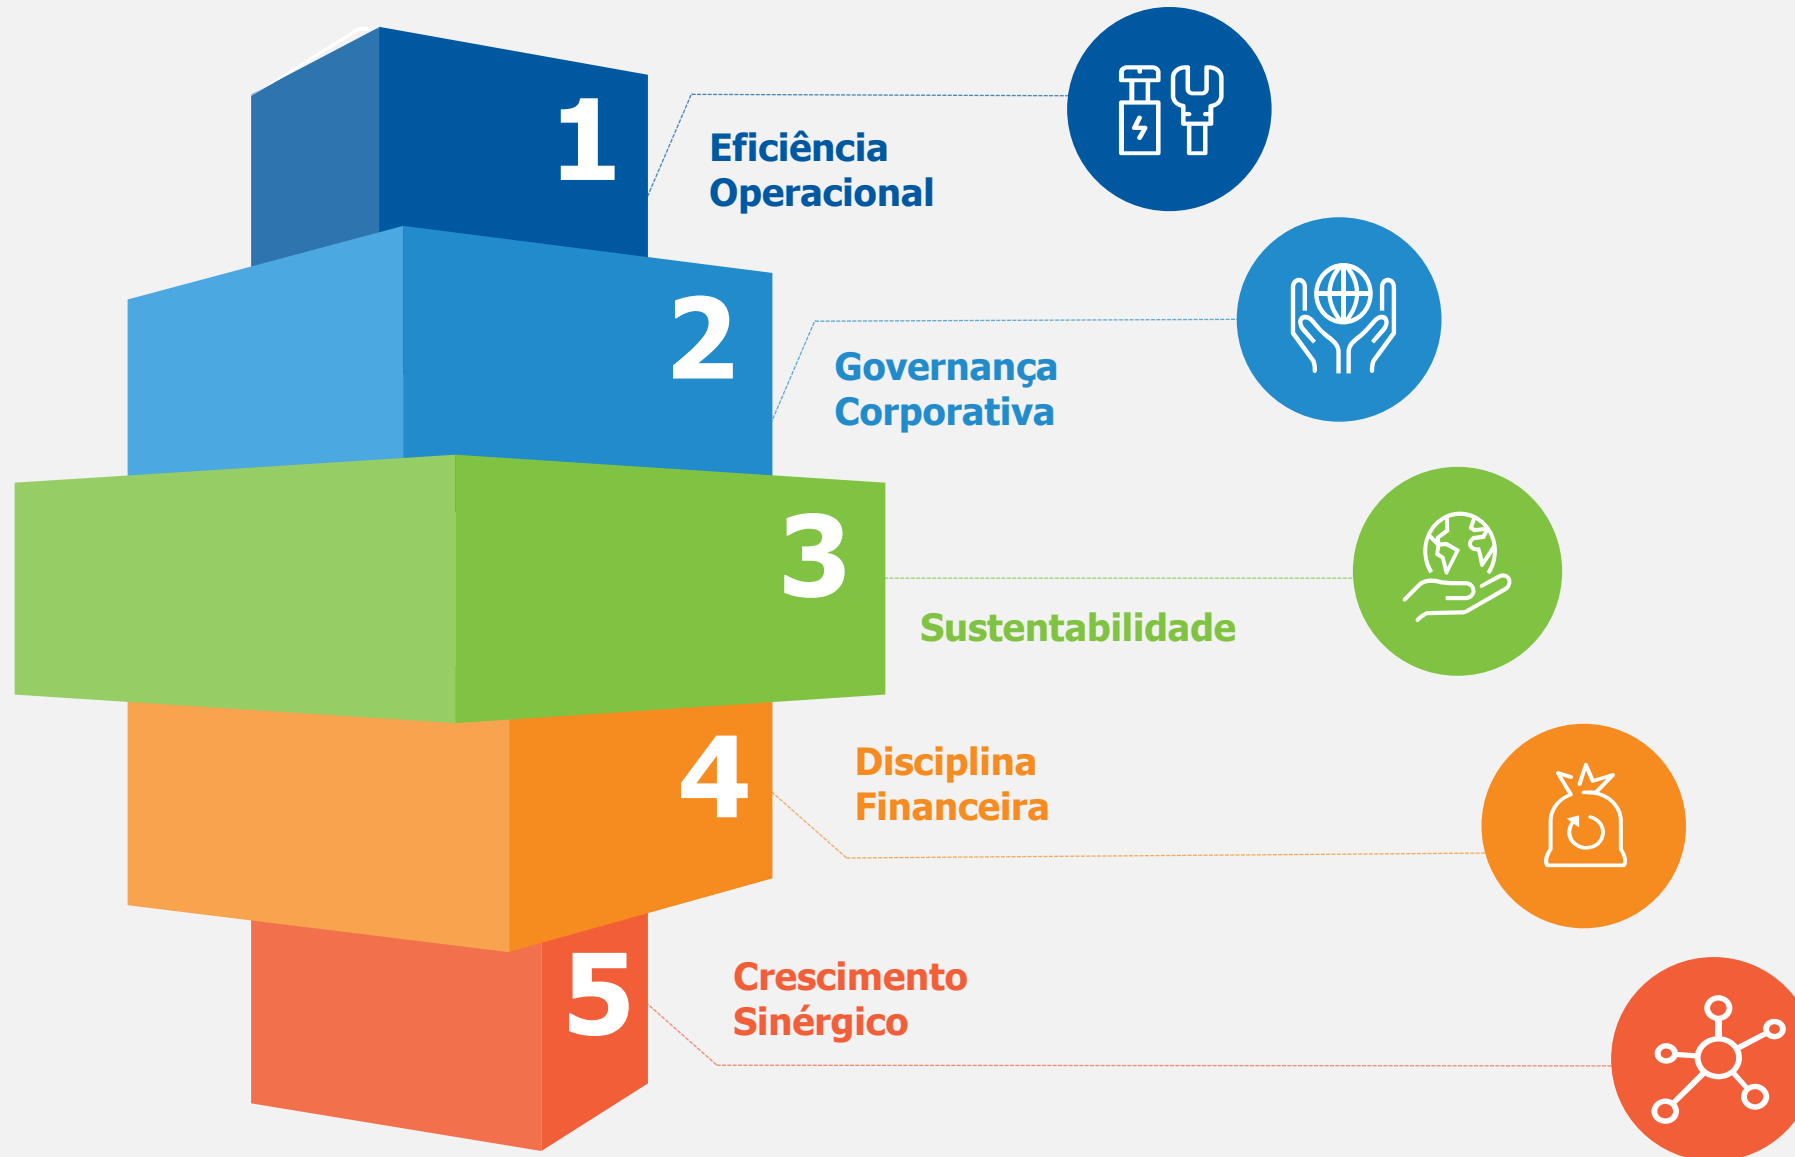 1
Eficiência
Operacional
2
Governança
Corporativa
3
Sustentabilidade
4
Disciplina
Financeira
5
Crescimento
Sinérgico